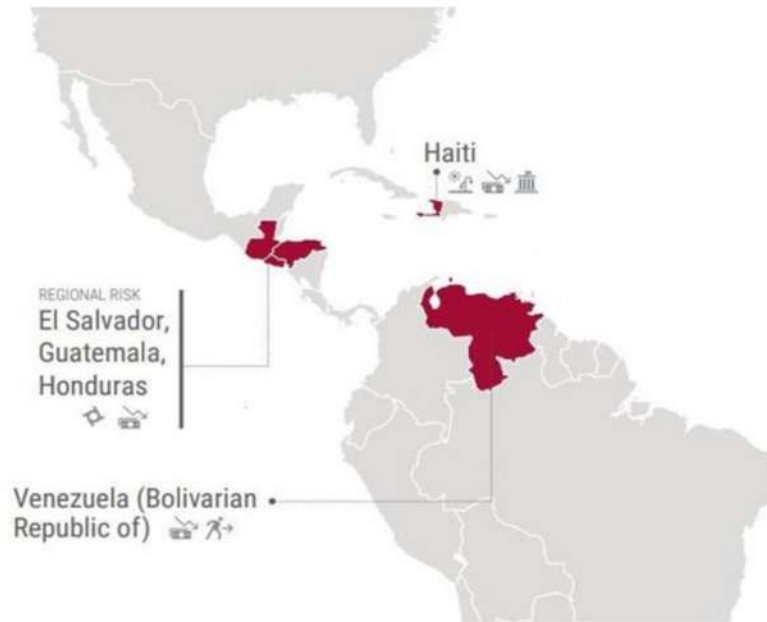 Haiti
REGIONAL RISK
El Salvador,
Guatemala,
Honduras
Venezuela (Bolivarian
Republic of)